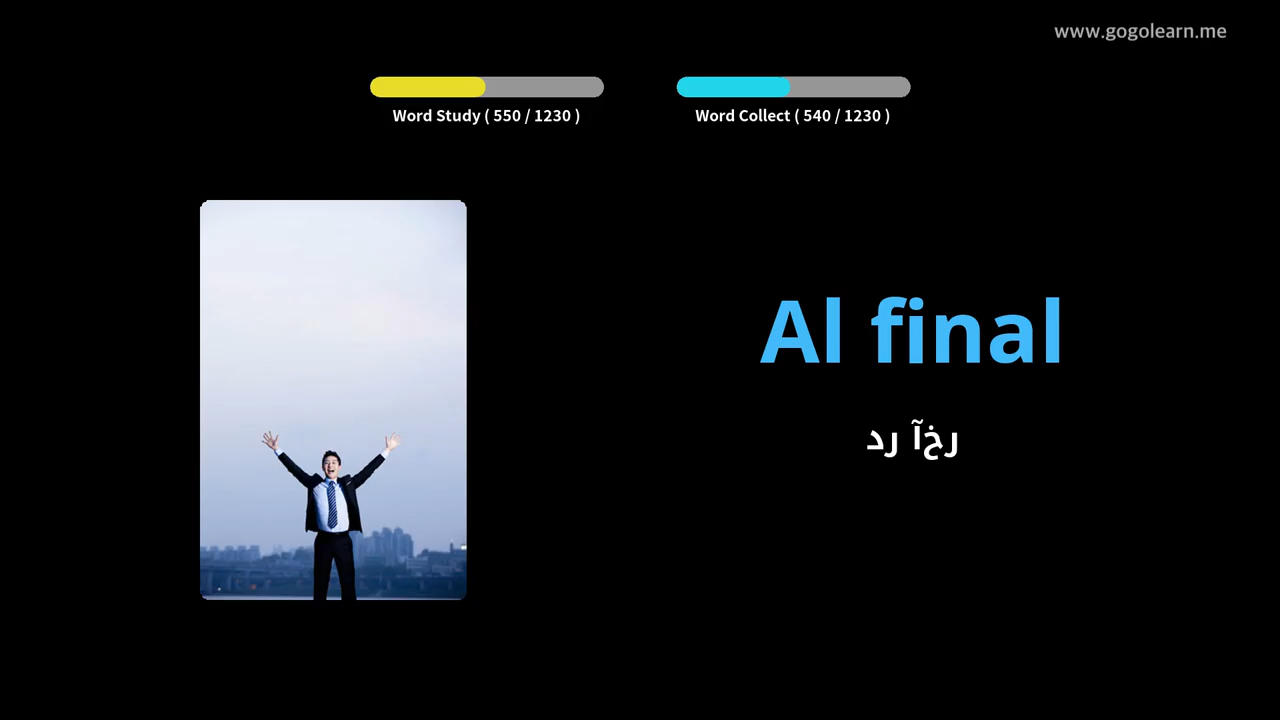 www.gogolearn.me
Word Study ( 550 / 1230 )
Word Collect ( 540 / 1230 )
Al final
رخآ رد